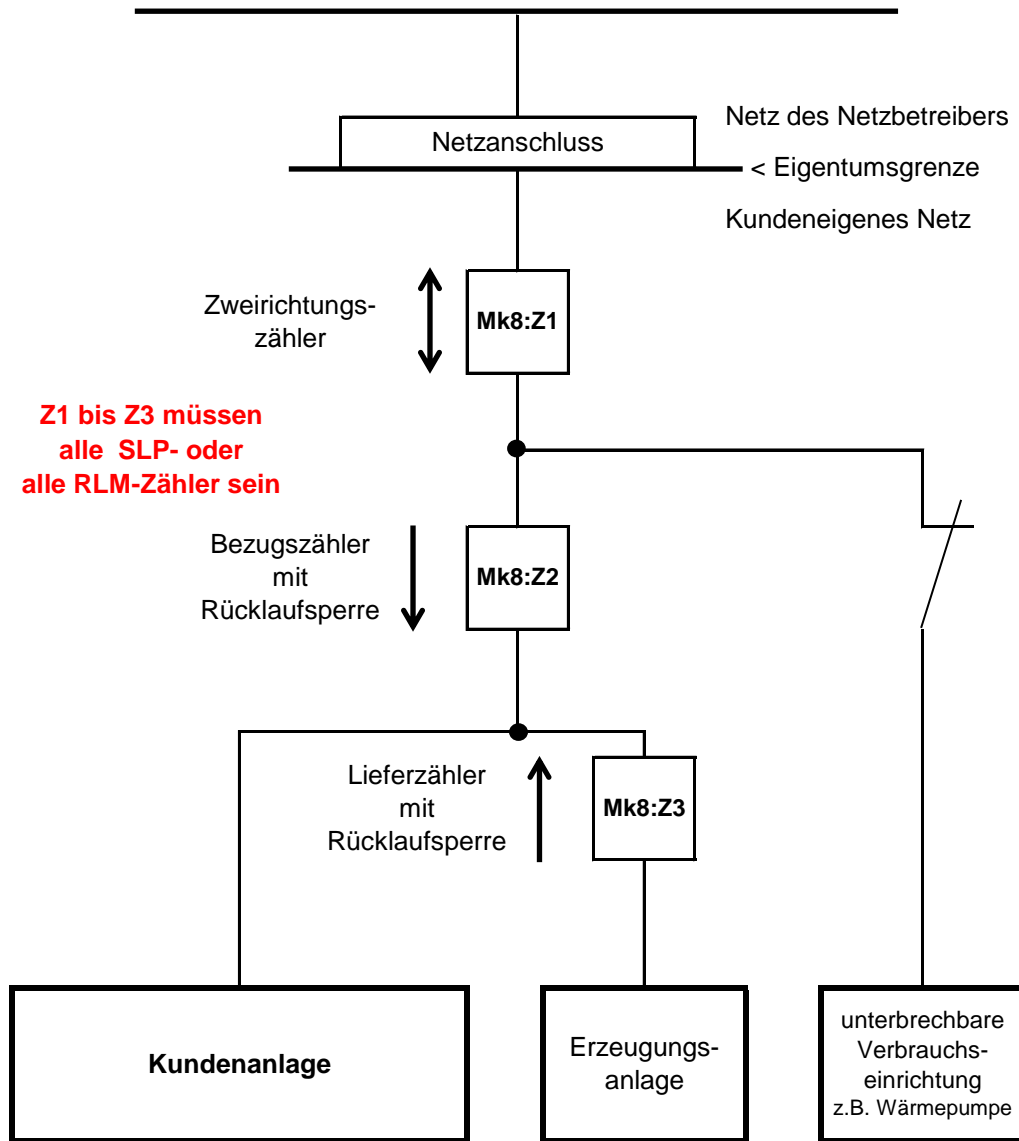 Netz des Netzbetreibers
Netzanschluss
< Eigentumsgrenze
Kundeneigenes Netz
Zweirichtungs-
zähler
Mk8:Z1
Z1 bis Z3 müssen
alle SLP- oder
alle RLM-Zähler sein
Bezugszähler
mit
Rücklaufsperre
Mk8:Z2
Lieferzähler
mit
Rücklaufsperre
Mk8:Z3
Kundenanlage
Erzeugungs-
anlage
unterbrechbare
Verbrauchs-
einrichtung
z.B. Wärmepumpe